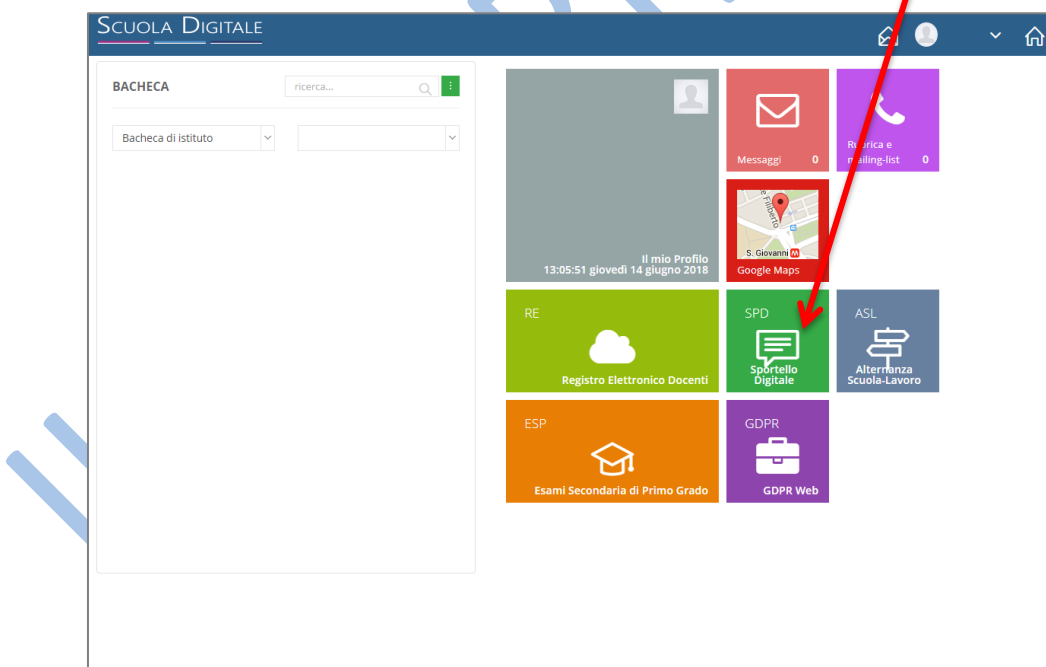 SCUOLA DIGITALE
BACHECA
ricerca...
Bacheca di istituto
Il mio Profilo
13:05:51 giovedì 14 giugno 2018
Messaggi 0
Rubrica e
mailing-list 0
e Filiberto
S. Giovanni M
Google Maps
RE
Registro Elettronico Docenti
SPD
Sportello
Digitale
ASL
Alternanza
Scuola-Lavoro
ESP
Esami Secondaria di Primo Grado
GDPR
GDPR Web